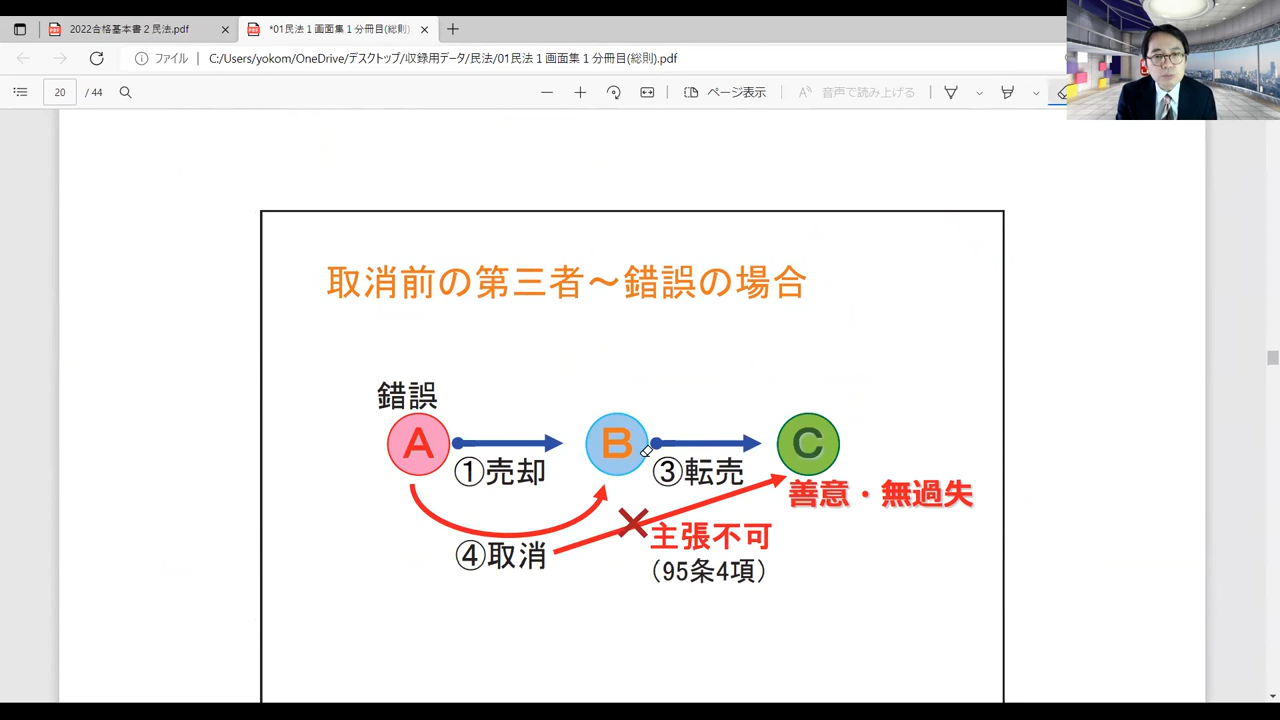 2022合格基本書２民法.pdf
*01民法１画面集１分冊目(総則)
ファイル
C:/Users/yokom/OneDrive/デスクトップ/収録用データ/民法/01民法１画面集１分冊目(総則).pdf
20 / 44
ページ表示
音声で読み上げる
取消前の第三者～錯誤の場合
錯誤
A B C
①売却 ③転売
善意・無過失
主張不可
④取消
（95条4項）